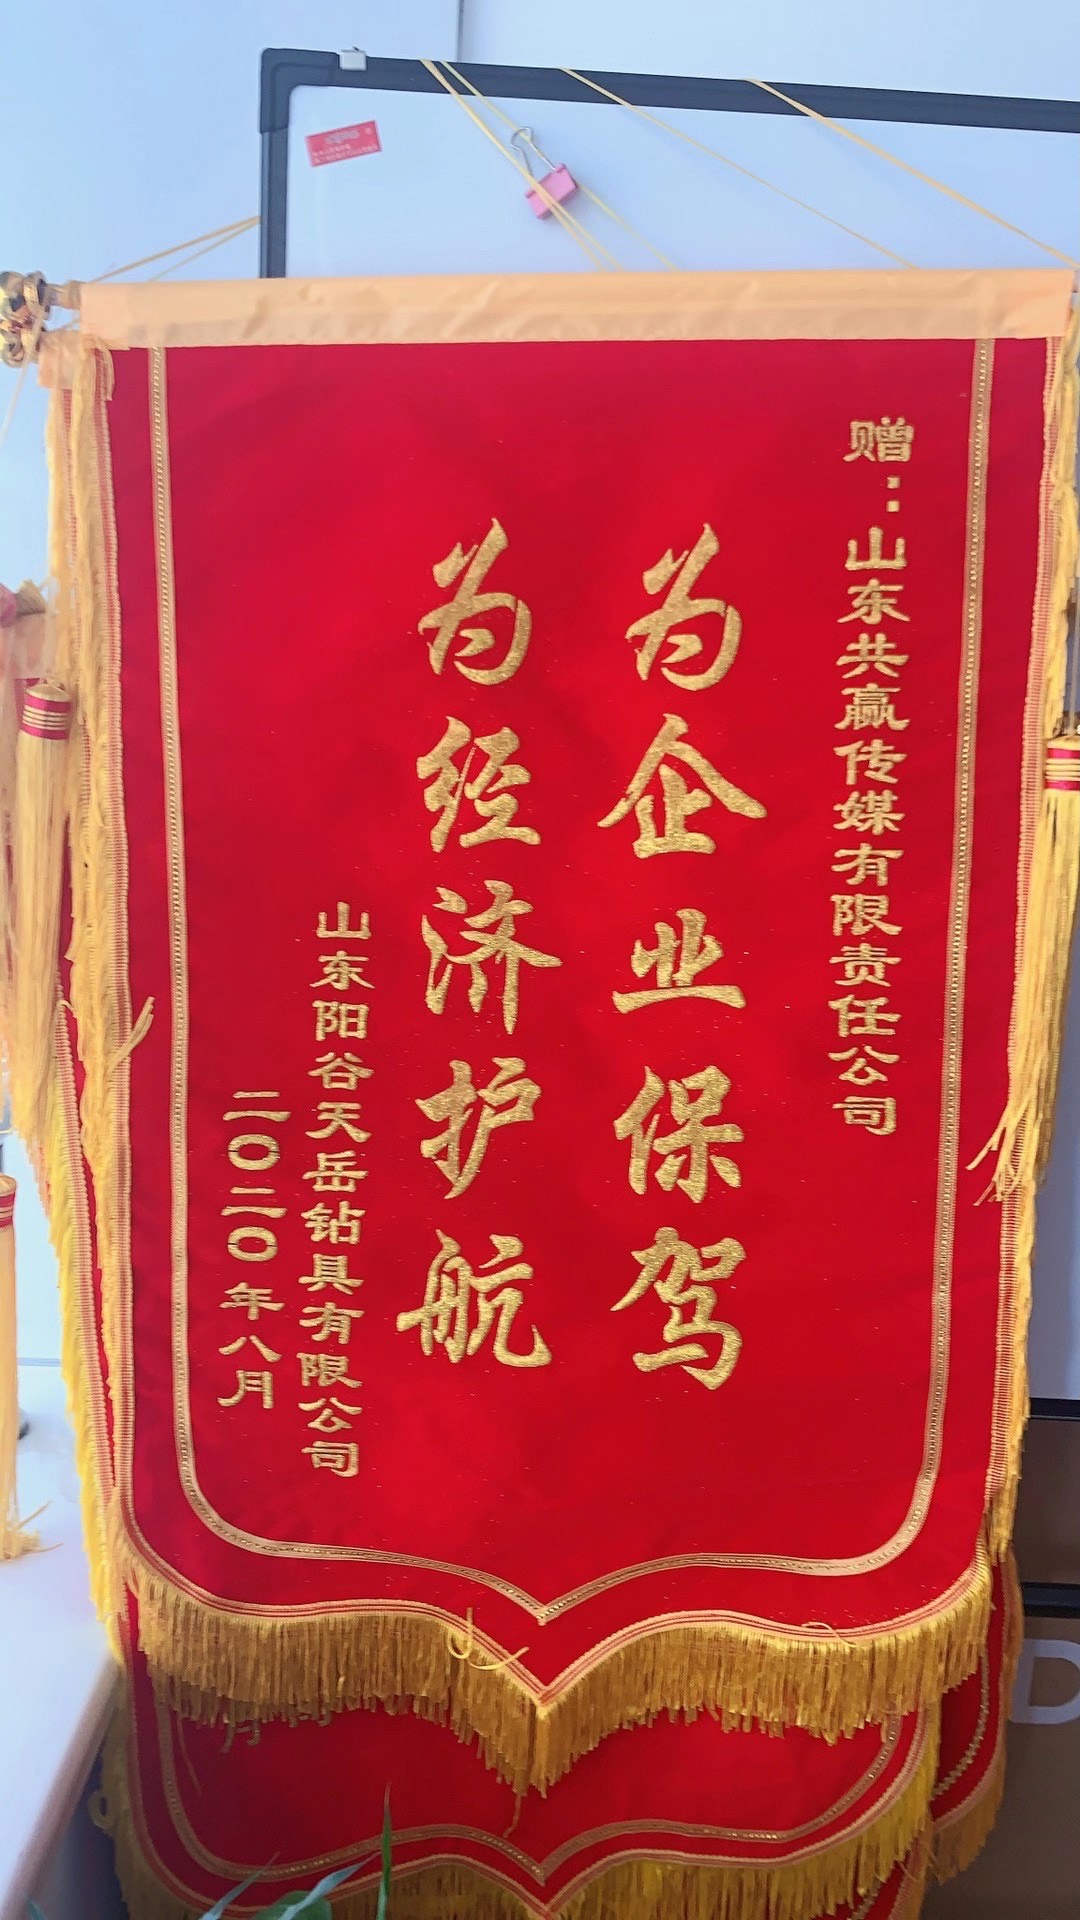 赠：山东共赢传媒有限责任公司
为企业保驾
为经济护航
山东阳谷天岳钻具有限公司
二〇二〇年八月
月